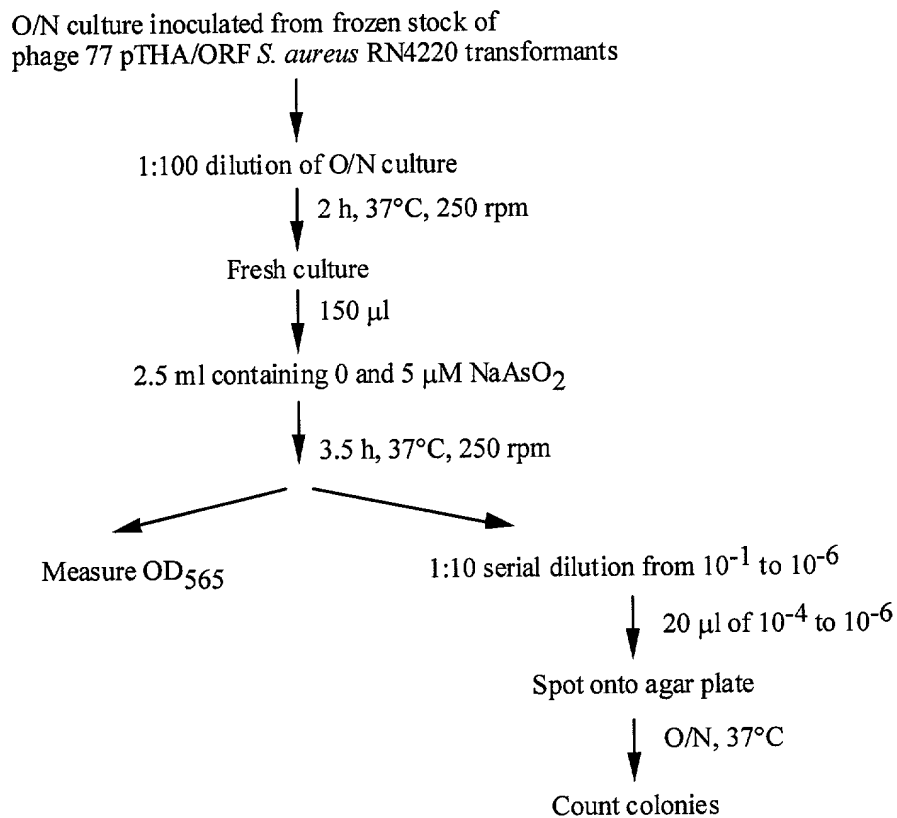 O/N culture inoculated from frozen stock of
phage 77 pTHA/ORF S. aureus RN4220 transformants
1:100 dilution of O/N culture
2 h, 37°C, 250 rpm
Fresh culture
150 µl
2.5 ml containing 0 and 5 µM NaAsO2
3.5 h, 37°C, 250 rpm
Measure OD565
1:10 serial dilution from 10-1 to 10-6
20 µl of 10-4 to 10-6
Spot onto agar plate
O/N, 37°C
Count colonies